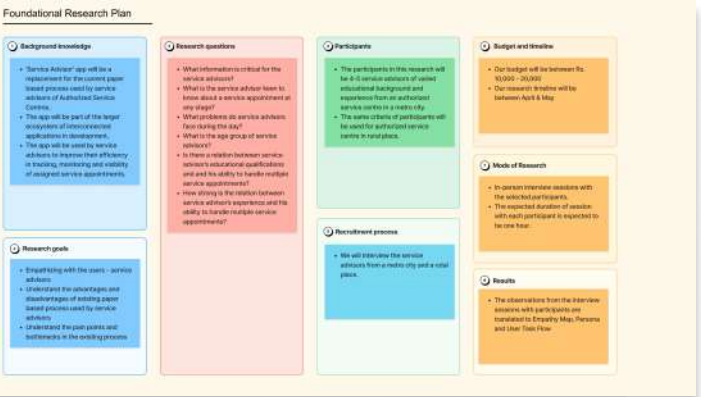 Foundational Research Plan
Background knowledge
• "Service Advisor" app will be a
replacement for the current paper
based process used by service
advisors of Authorized Service
Centres.
• The app will be part of the larger
ecosystem of interconnected
applications in development.
• The app will be used by service
advisors to improve their efficiency
in tracking, monitoring and visibility
of assigned service appointments.
Research goals
• Empathizing with the users - service
advisors
• Understand the advantages and
disadvantages of existing paper
based process used by service
advisors
• Understand the pain points and
bottlenecks in the existing process
Research questions
• What information is critical for the
service advisors?
• What is the service advisor keen to
know about a service appointment at
any stage?
• What problems do service advisors
face during the day?
• What is the age group of service
advisors?
• Is there a relation between service
advisor's educational qualifications
and and his ability to handle multiple
service appointments?
• How strong is the relation between
service advisor's experience and his
ability to handle multiple service
appointments?
Participants
• The participants in this research will
be service advisors of varied
educational background and
experience from an authorized
service centre in a metro city.
• The same criteria of participants will
be used for authorized service
centre in rural place.
Recruitment process
• We will interview the service
advisors from a metro city and a rural
place.
Budget and timeline
• Our budget will be between Rs.
10,000 - 20,000
• Our research timeline will be
between April & May
Mode of Research
• In-person interview sessions with
the selected participants.
• The expected duration of session
with each participant is expected to
be one hour.
Results
• The observations from the interview
sessions with participants are
translated to Empathy Map, Persona
and User Task Flow